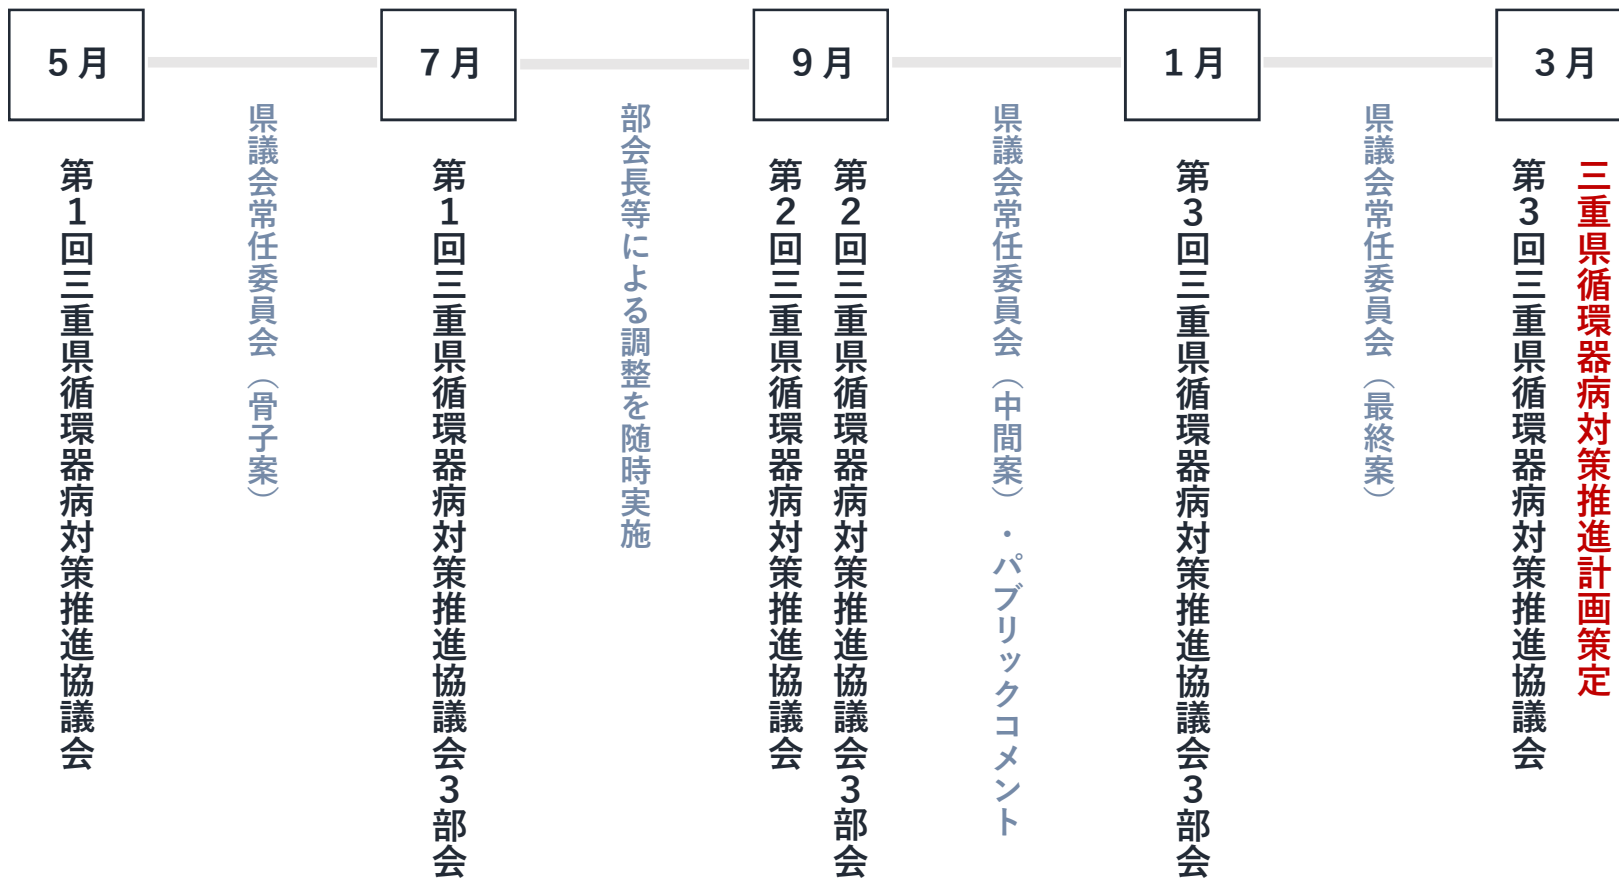 5月
7月
9月
1月
3月
第1回三重県循環器病対策推進協議会
県議会常任委員会（骨子案）
第1回三重県循環器病対策推進協議会3部会
部会長等による調整を随時実施
第2回三重県循環器病対策推進協議会3部会
第2回三重県循環器病対策推進協議会
県議会常任委員会（中間案）・パブリックコメント
第3回三重県循環器病対策推進協議会3部会
県議会常任委員会（最終案）
三重県循環器病対策推進計画策定
第3回三重県循環器病対策推進協議会